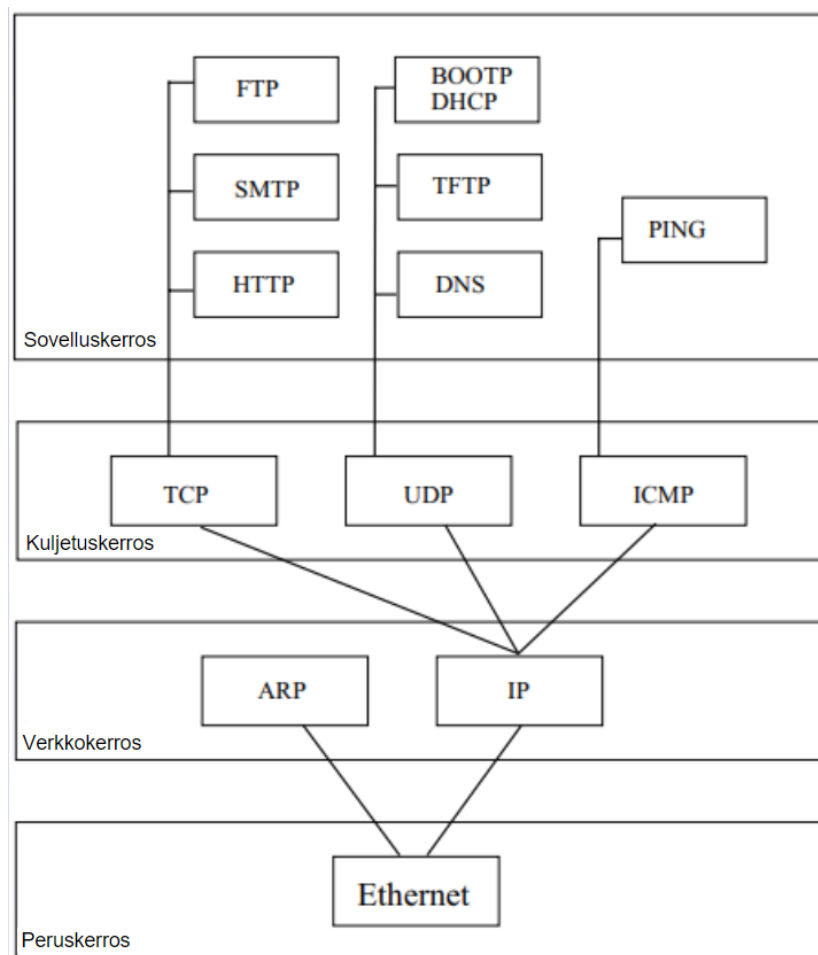 FTP
BOOTP
DHCP
SMTP
TFTP
PING
HTTP
DNS
Sovelluskerros
TCP
UDP
ICMP
Kuljetuskerros
ARP
IP
Verkkokerros
Ethernet
Peruskerros